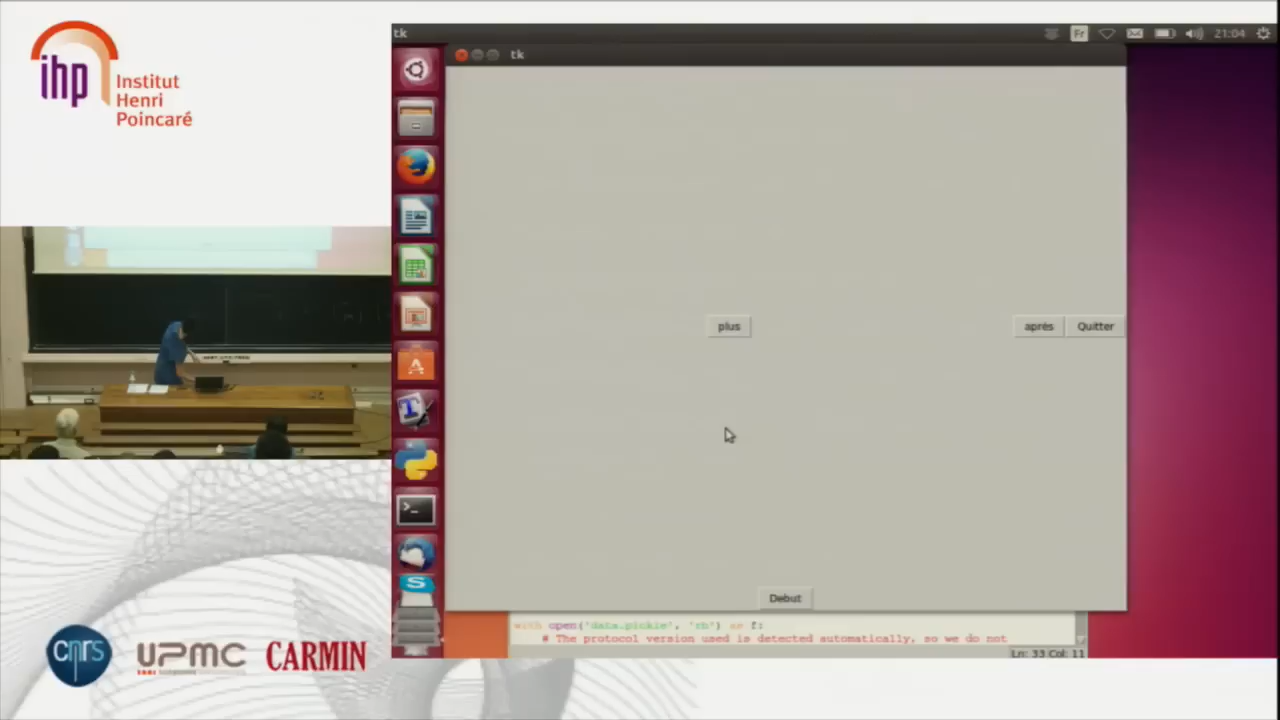 ihp Institut
Henri
Poincaré
tk
Fr
21:04
tk
plus
après
Quitter
Debut
with open('data.pickle', 'rb') as f:
# The protocol version used is detected automatically, so we do not
Ln: 33 Col: 11
cnrs
UPMC
CARMIN